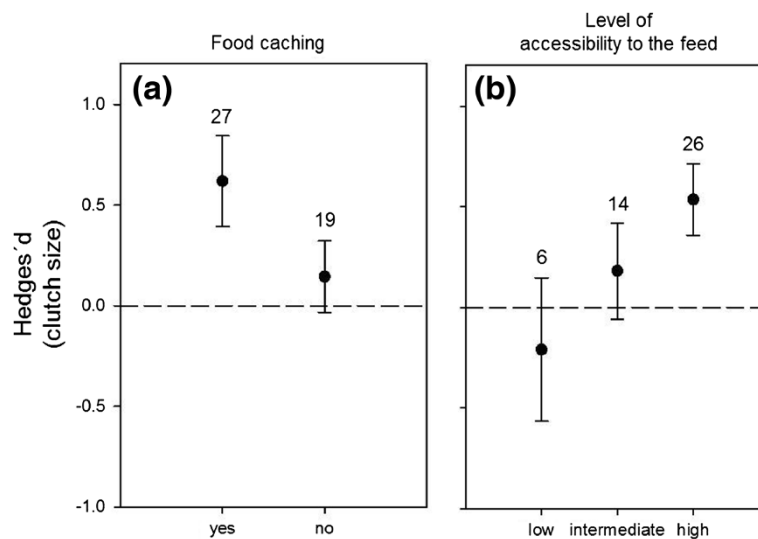 Food caching
Level of
accessibility to the feed
(a)
(b)
Hedges´d
(clutch size)
1.0
0.5
0.0
-0.5
-1.0
27
19
6
14
26
yes
no
low
intermediate
high